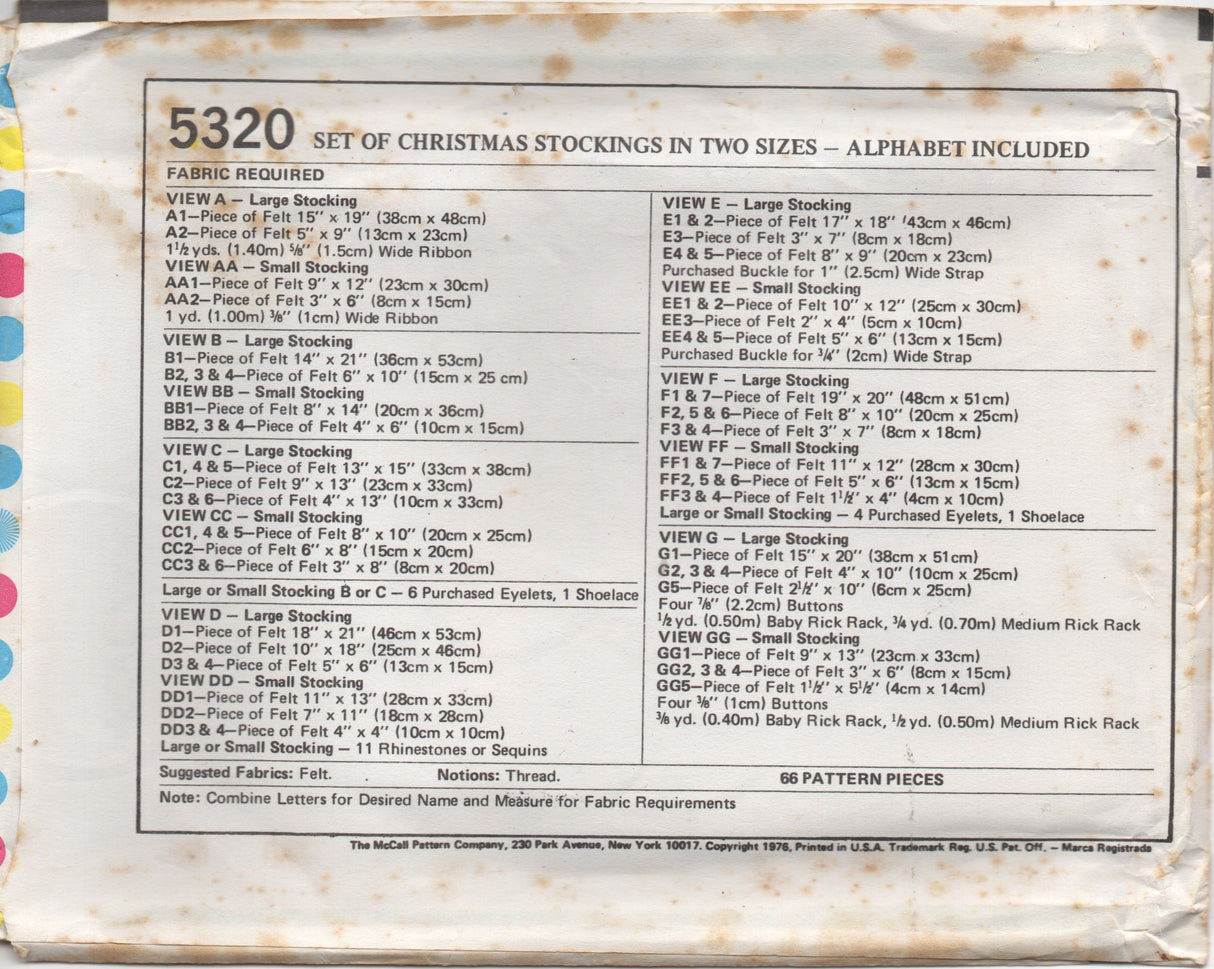 5320 SET OF CHRISTMAS STOCKINGS IN TWO SIZES — ALPHABET INCLUDED
FABRIC REQUIRED
VIEW A — Large Stocking
A1—Piece of Felt 15″ x 19″ (38cm x 48cm)
A2—Piece of Felt 5″ x 9″ (13cm x 23cm)
1½ yds. (1.40m) ⅝″ (1.5cm) Wide Ribbon
VIEW AA — Small Stocking
AA1—Piece of Felt 9″ x 12″ (23cm x 30cm)
AA2—Piece of Felt 3″ x 6″ (8cm x 15cm)
1 yd. (1.00m) ⅜″ (1cm) Wide Ribbon
VIEW B — Large Stocking
B1—Piece of Felt 14″ x 21″ (36cm x 53cm)
B2, 3 & 4—Piece of Felt 6″ x 10″ (15cm x 25 cm)
VIEW BB — Small Stocking
BB1—Piece of Felt 8″ x 14″ (20cm x 36cm)
BB2, 3 & 4—Piece of Felt 4″ x 6″ (10cm x 15cm)
VIEW C — Large Stocking
C1, 4 & 5—Piece of Felt 13″ x 15″ (33cm x 38cm)
C2—Piece of Felt 9″ x 13″ (23cm x 33cm)
C3 & 6—Piece of Felt 4″ x 13″ (10cm x 33cm)
VIEW CC — Small Stocking
CC1, 4 & 5—Piece of Felt 8″ x 10″ (20cm x 25cm)
CC2—Piece of Felt 6″ x 8″ (15cm x 20cm)
CC3 & 6—Piece of Felt 3″ x 8″ (8cm x 20cm)
Large or Small Stocking B or C — 6 Purchased Eyelets, 1 Shoelace
VIEW D — Large Stocking
D1—Piece of Felt 18″ x 21″ (46cm x 53cm)
D2—Piece of Felt 10″ x 18″ (25cm x 46cm)
D3 & 4—Piece of Felt 5″ x 6″ (13cm x 15cm)
VIEW DD — Small Stocking
DD1—Piece of Felt 11″ x 13″ (28cm x 33cm)
DD2—Piece of Felt 7″ x 11″ (18cm x 28cm)
DD3 & 4—Piece of Felt 4″ x 4″ (10cm x 10cm)
Large or Small Stocking — 11 Rhinestones or Sequins
VIEW E — Large Stocking
E1 & 2—Piece of Felt 17″ x 18″ (43cm x 46cm)
E3—Piece of Felt 3″ x 7″ (8cm x 18cm)
E4 & 5—Piece of Felt 8″ x 9″ (20cm x 23cm)
Purchased Buckle for 1″ (2.5cm) Wide Strap
VIEW EE — Small Stocking
EE1 & 2—Piece of Felt 10″ x 12″ (25cm x 30cm)
EE3—Piece of Felt 2″ x 4″ (5cm x 10cm)
EE4 & 5—Piece of Felt 5″ x 6″ (13cm x 15cm)
Purchased Buckle for ¾″ (2cm) Wide Strap
VIEW F — Large Stocking
F1 & 7—Piece of Felt 19″ x 20″ (48cm x 51cm)
F2, 5 & 6—Piece of Felt 8″ x 10″ (20cm x 25cm)
F3 & 4—Piece of Felt 3″ x 7″ (8cm x 18cm)
VIEW FF — Small Stocking
FF1 & 7—Piece of Felt 11″ x 12″ (28cm x 30cm)
FF2, 5 & 6—Piece of Felt 5″ x 6″ (13cm x 15cm)
FF3 & 4—Piece of Felt 1½″ x 4″ (4cm x 10cm)
Large or Small Stocking — 4 Purchased Eyelets, 1 Shoelace
VIEW G — Large Stocking
G1—Piece of Felt 15″ x 20″ (38cm x 51cm)
G2, 3 & 4—Piece of Felt 4″ x 10″ (10cm x 25cm)
G5—Piece of Felt 2½″ x 10″ (6cm x 25cm)
Four ⅞″ (2.2cm) Buttons
½ yd. (0.50m) Baby Rick Rack, ¾ yd. (0.70m) Medium Rick Rack
VIEW GG — Small Stocking
GG1—Piece of Felt 9″ x 13″ (23cm x 33cm)
GG2, 3 & 4—Piece of Felt 3″ x 6″ (8cm x 15cm)
GG5—Piece of Felt 1½″ x 5½″ (4cm x 14cm)
Four ⅜″ (1cm) Buttons
⅜ yd. (0.40m) Baby Rick Rack, ½ yd. (0.50m) Medium Rick Rack
Suggested Fabrics: Felt. Notions: Thread. 66 PATTERN PIECES
Note: Combine Letters for Desired Name and Measure for Fabric Requirements
The McCall Pattern Company, 230 Park Avenue, New York 10017. Copyright 1976, Printed in U.S.A. Trademark Reg. U.S. Pat. Off. — Marca Registrada